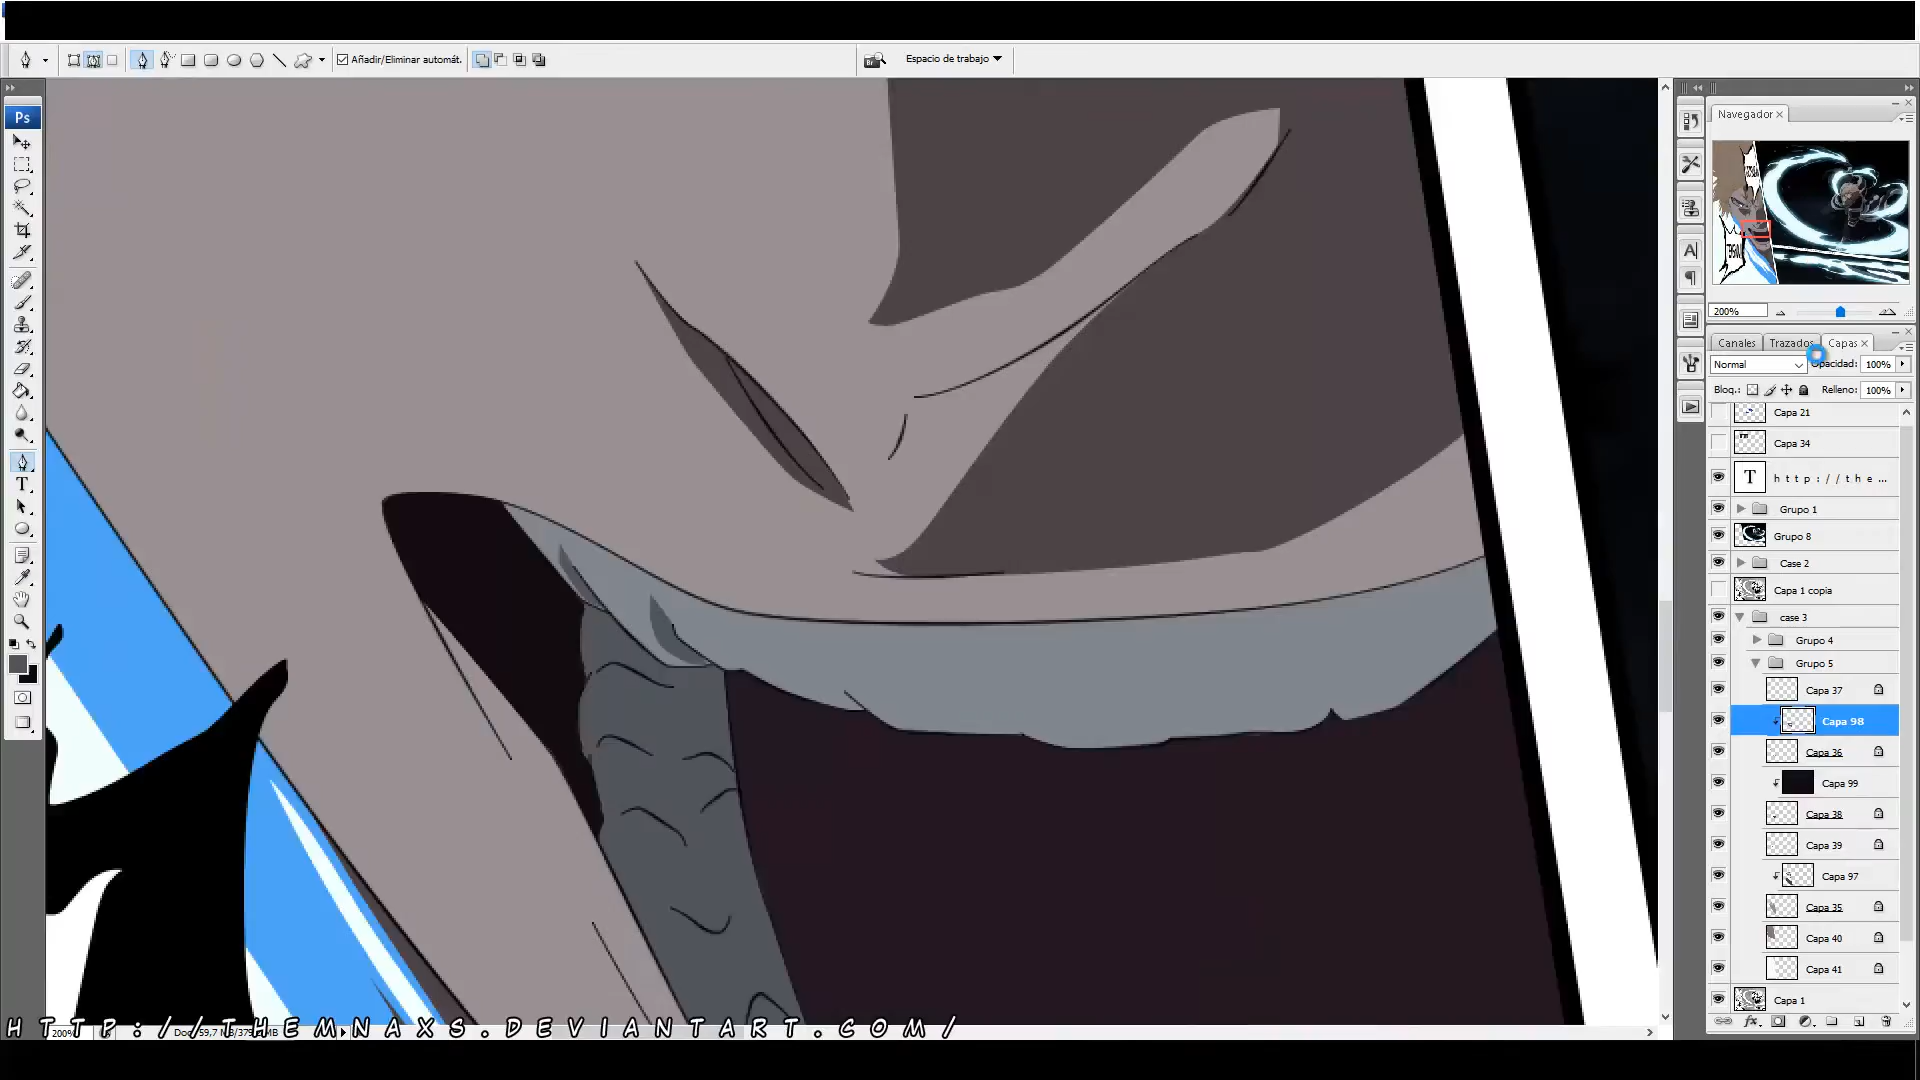 Añadir/Eliminar automát.
Espacio de trabajo
Ps
Navegador
200%
Canales
Trazados
Capas
Normal
Opacidad: 100%
Bloq.:
Relleno: 100%
Capa 21
Capa 34
T http://the...
Grupo 1
Grupo 8
Case 2
Capa 1 copia
case 3
Grupo 4
Grupo 5
Capa 37
Capa 98
Capa 36
Capa 99
Capa 38
Capa 39
Capa 97
Capa 35
Capa 40
Capa 41
Capa 1
HTTP://THEMNAXS.DEVIANTART.COM/